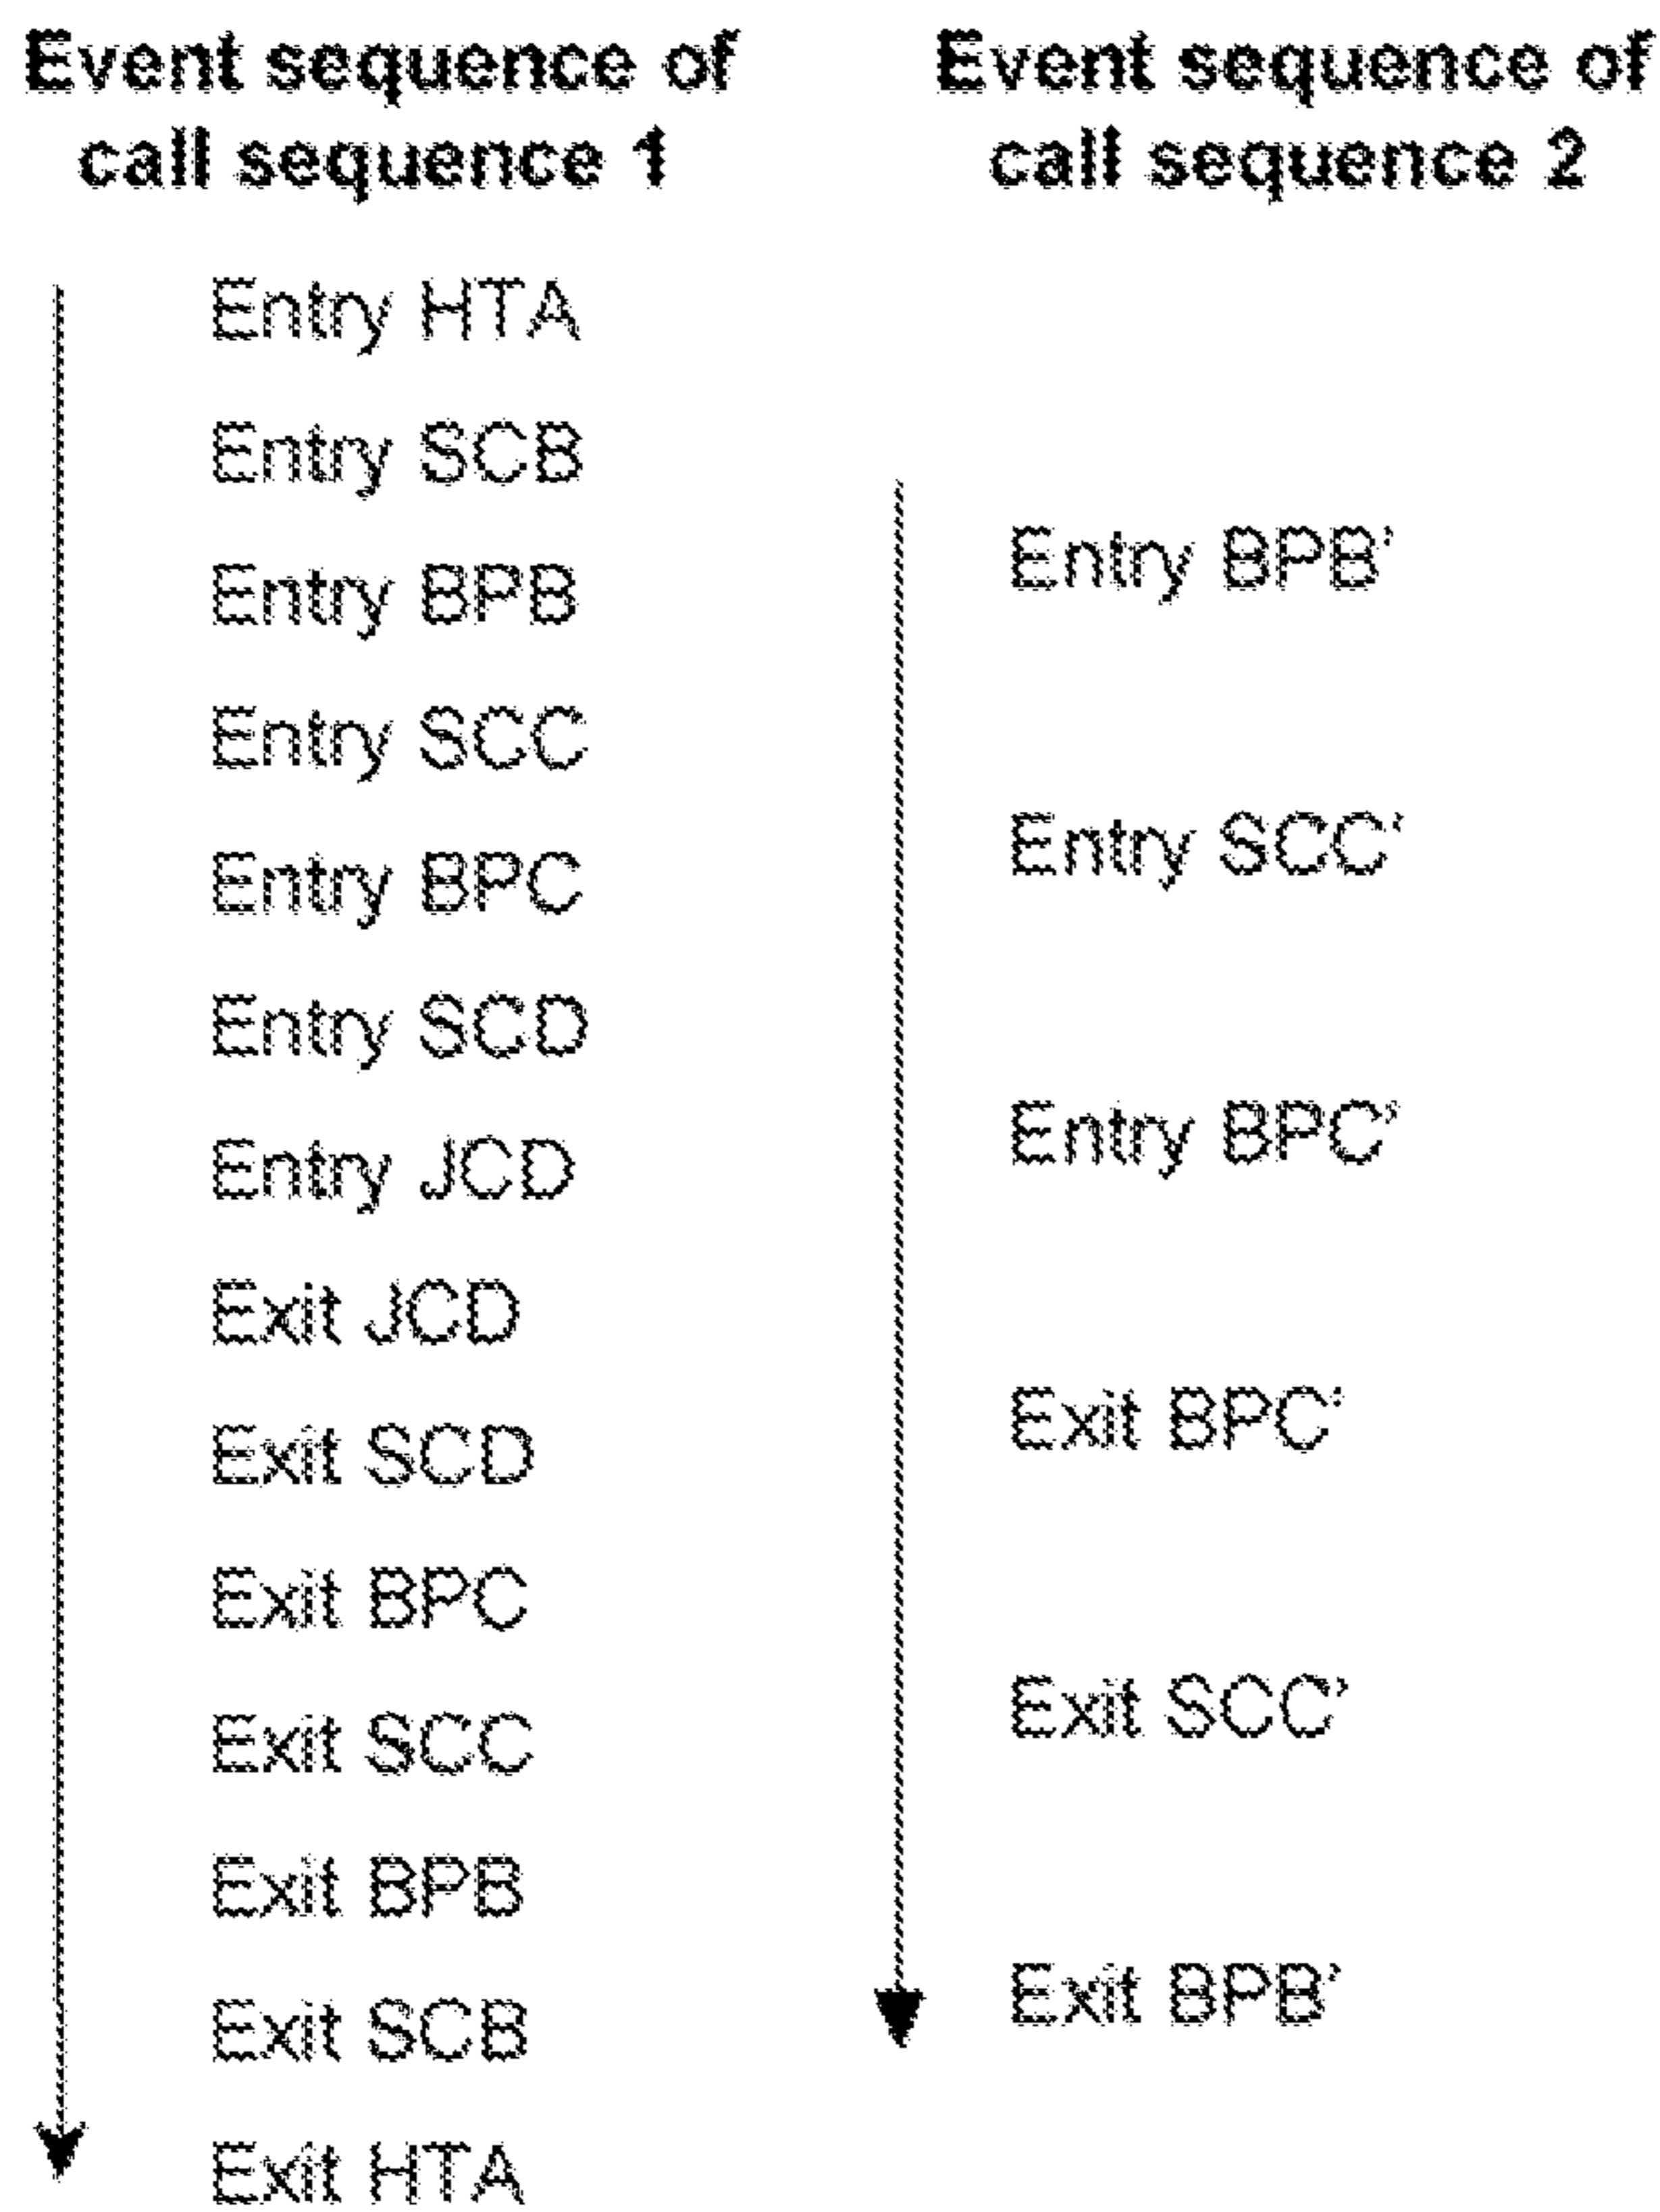 Event sequence of
call sequence 1
Entry HTA
Entry SCB
Entry BPB
Entry SCC
Entry BPC
Entry SCD
Entry JCD
Exit JCD
Exit SCD
Exit BPC
Exit SCC
Exit BPB
Exit SCB
Exit HTA
Event sequence of
call sequence 2
Entry BPB'
Entry SCC'
Entry BPC'
Exit BPC'
Exit SCC'
Exit BPB'